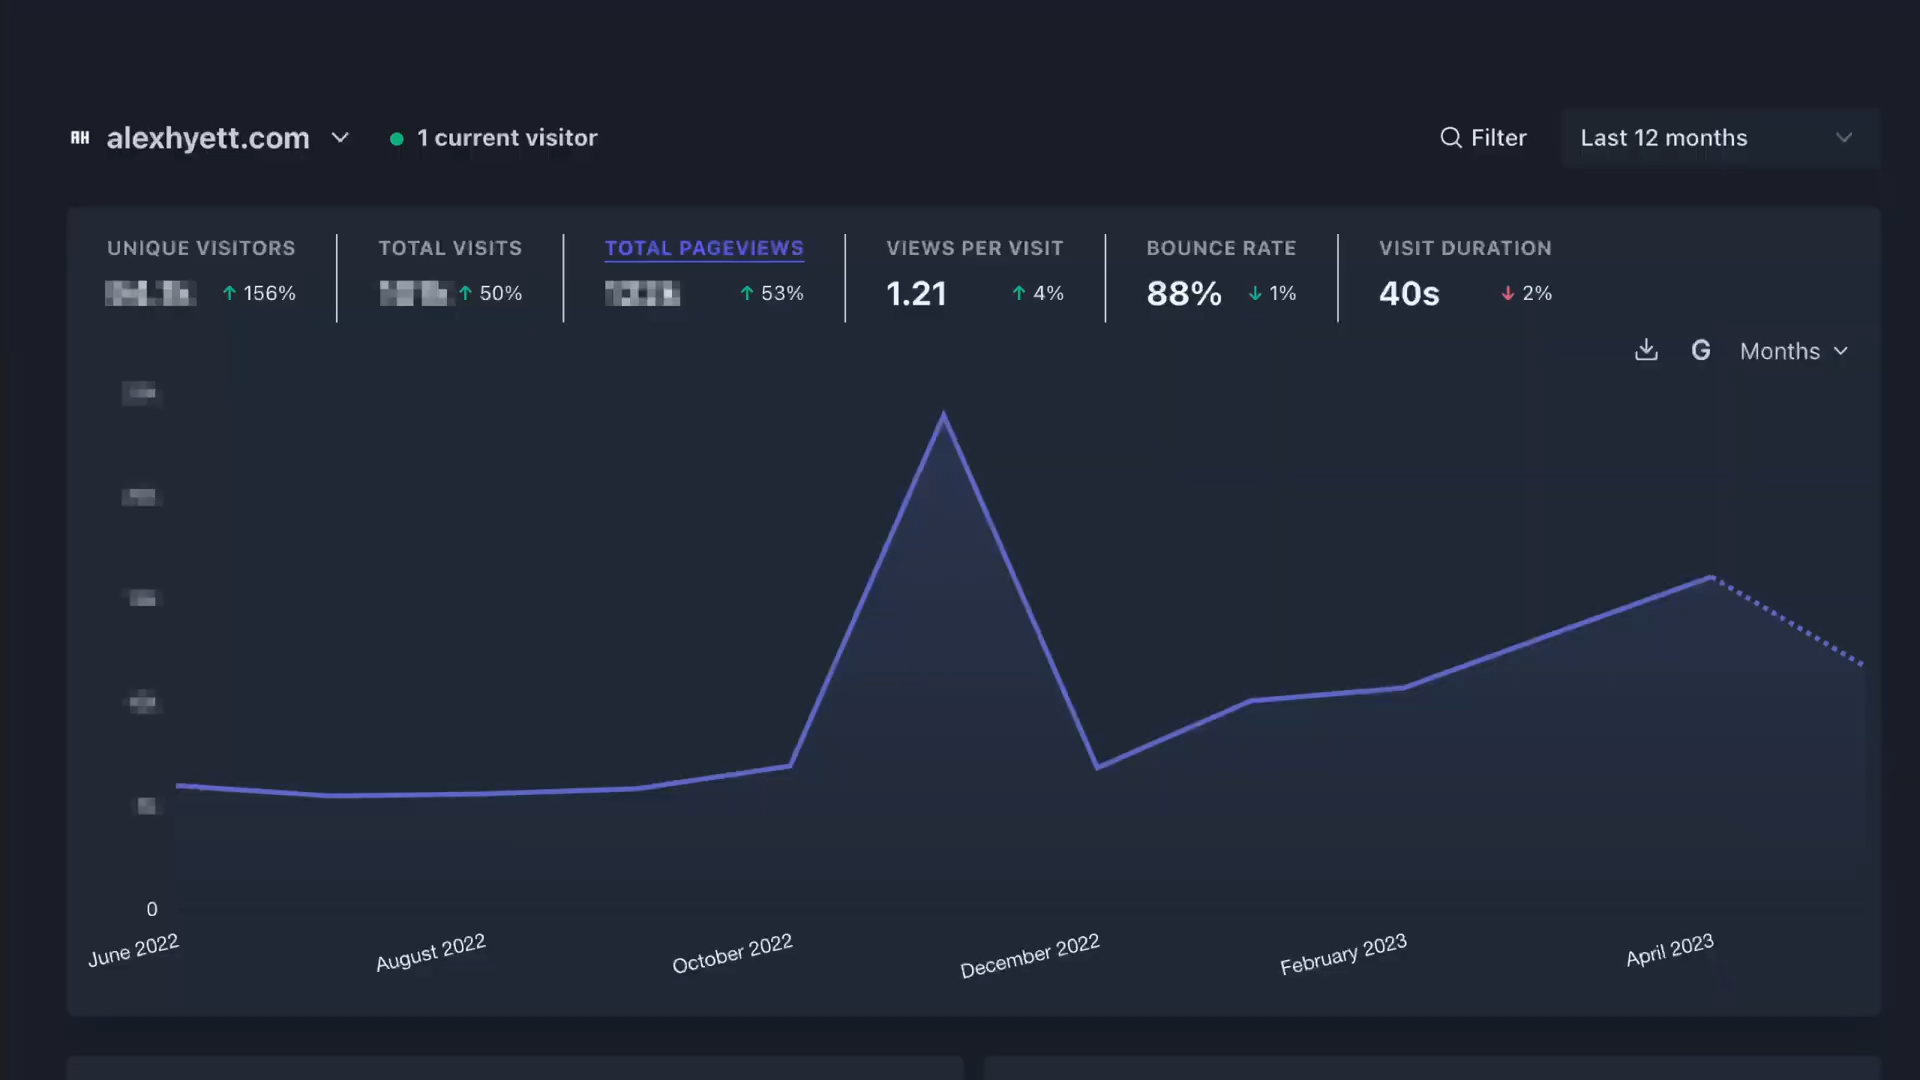 AH alexhyett.com
1 current visitor
Filter
Last 12 months
UNIQUE VISITORS
156%
TOTAL VISITS
50%
TOTAL PAGEVIEWS
53%
VIEWS PER VISIT
1.21 4%
BOUNCE RATE
88% 1%
VISIT DURATION
40s 2%
G
Months
0
June 2022
August 2022
October 2022
December 2022
February 2023
April 2023